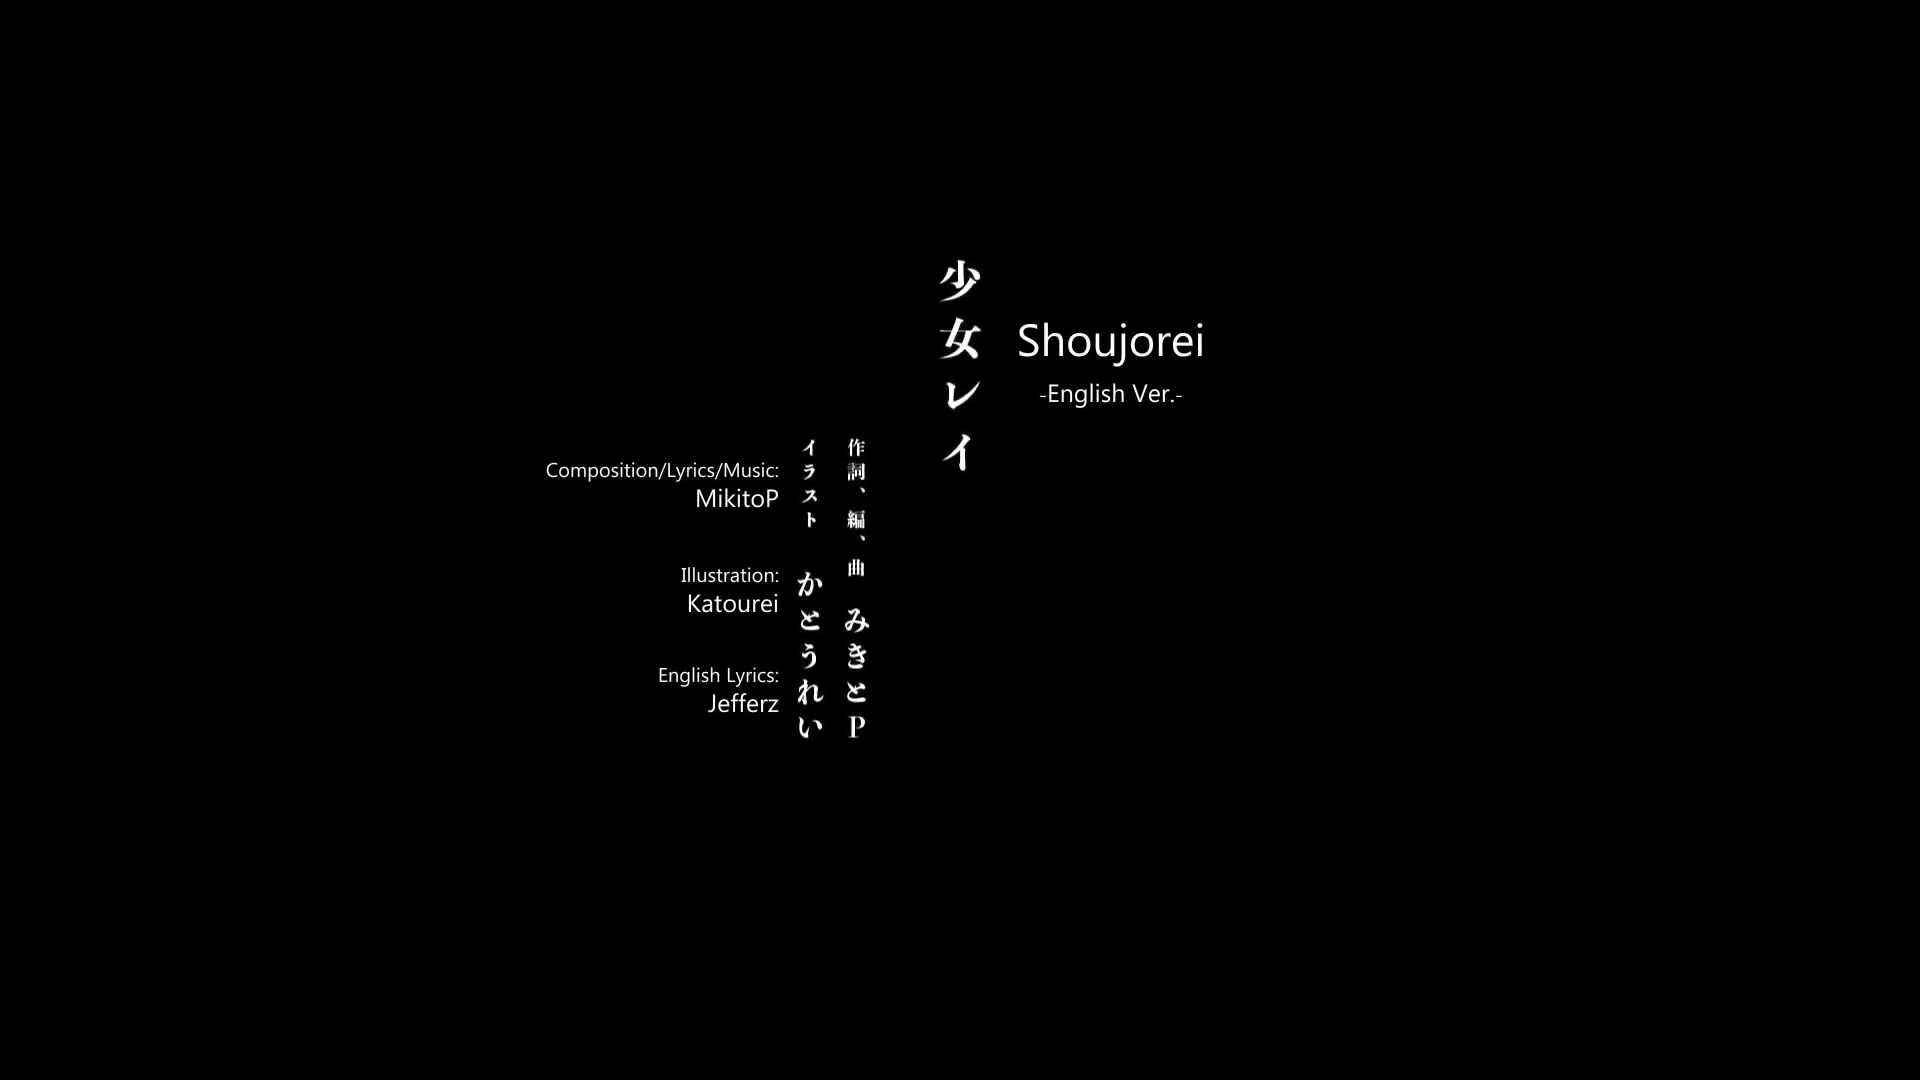 少女レイ
Shoujorei
-English Ver.-
作詞、編、曲 みきとP
イラスト かとうれい
Composition/Lyrics/Music:
MikitoP
Illustration:
Katourei
English Lyrics:
Jefferz